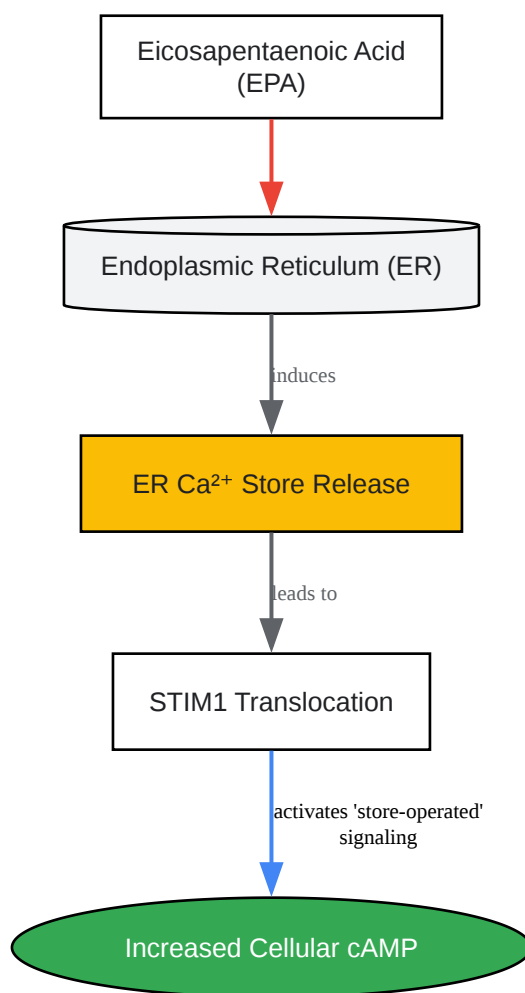 Eicosapentaenoic Acid
(EPA)
Endoplasmic Reticulum (ER)
induces
ER Ca²⁺ Store Release
leads to
STIM1 Translocation
activates 'store-operated'
signaling
Increased Cellular cAMP